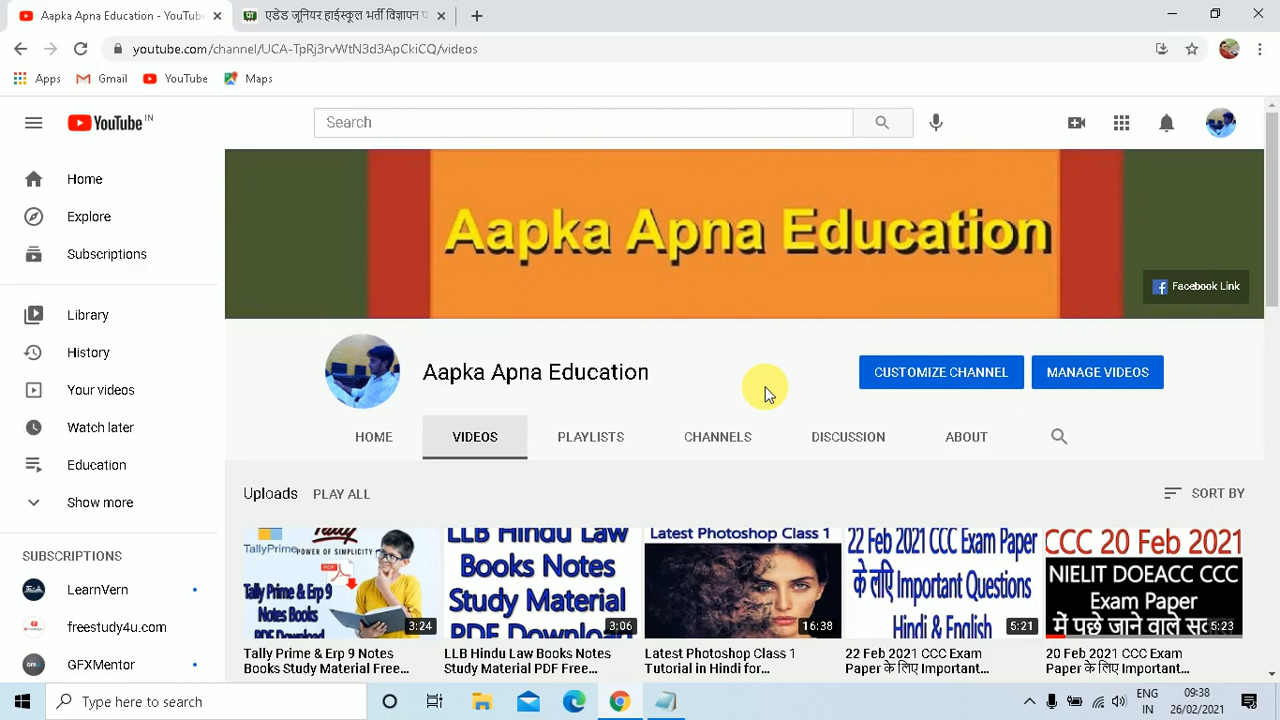 Aapka Apna Education - YouTube
एडेड जूनियर हाईस्कूल भर्ती विज्ञापन
youtube.com/channel/UCA-TpRj3rvWtN3d3ApCkiCQ/videos
Apps
Gmail
YouTube
Maps
YouTube IN
Search
Home
Explore
Subscriptions
Library
History
Your videos
Watch later
Education
Show more
SUBSCRIPTIONS
LearnVern
freestudy4u.com
GFXMentor
Aapka Apna Education
Facebook Link
Aapka Apna Education
CUSTOMIZE CHANNEL
MANAGE VIDEOS
HOME
VIDEOS
PLAYLISTS
CHANNELS
DISCUSSION
ABOUT
Uploads
PLAY ALL
SORT BY
Tally
TallyPrime
POWER OF SIMPLICITY
PDF
Tally Prime & Erp 9
Notes Books
PDF Download
3:24
Tally Prime & Erp 9 Notes
Books Study Material Free...
LLB Hindu Law
Books Notes
Study Material
PDF Download
3:06
LLB Hindu Law Books Notes
Study Material PDF Free...
Latest Photoshop Class 1
16:38
Latest Photoshop Class 1
Tutorial in Hindi for...
22 Feb 2021 CCC Exam Paper
के लिए Important
Questions
Hindi & English
5:21
22 Feb 2021 CCC Exam
Paper के लिए Important...
CCC 20 Feb 2021
NIELIT DOEACC CCC
Exam Paper
में पूछे जाने वाले
5:23
20 Feb 2021 CCC Exam
Paper के लिए Important...
Type here to search
ENG
IN
09:38
26/02/2021